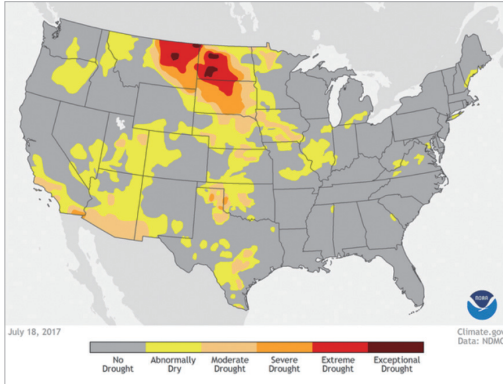 NOAA
July 18, 2017
Climate.gov
Data: NDMC
No
Drought
Abnormally
Dry
Moderate
Drought
Severe
Drought
Extreme
Drought
Exceptional
Drought